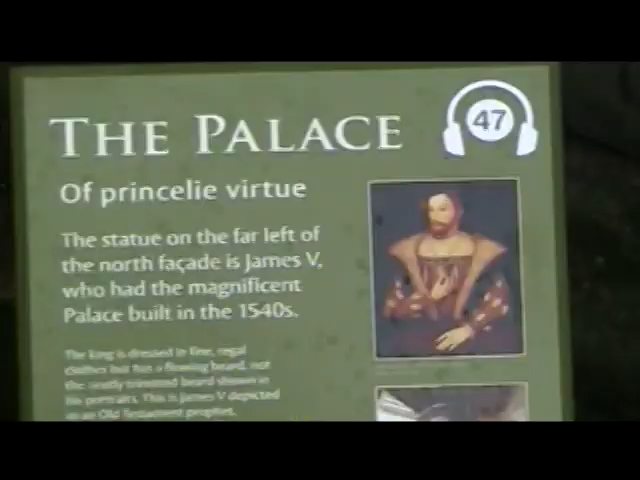 THE PALACE
47
Of princelie virtue
The statue on the far left of
the north façade is James V,
who had the magnificent
Palace built in the 1540s.
The king is dressed in fine, regal
clothes but has a flowing beard, not
the neatly trimmed beard shown in
his portraits. This is James V depicted
as an Old Testament prophet.